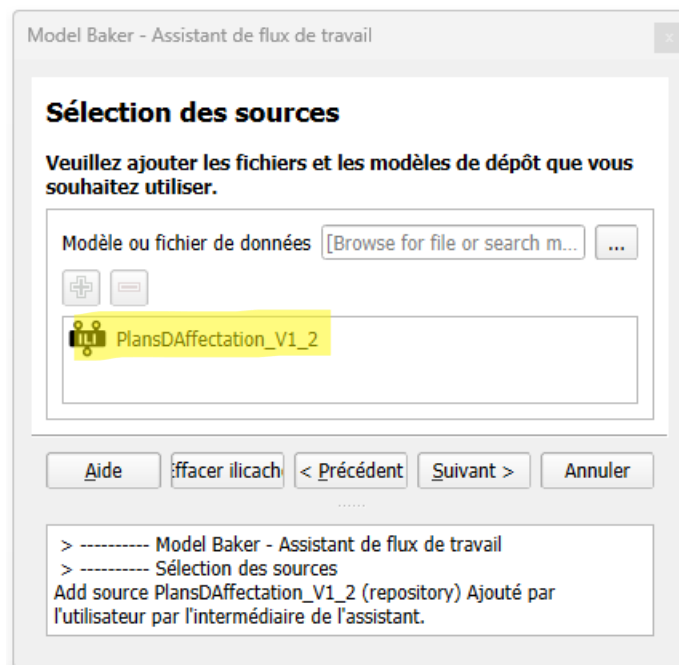 Model Baker - Assistant de flux de travail
x
Sélection des sources
Veuillez ajouter les fichiers et les modèles de dépôt que vous
souhaitez utiliser.
Modèle ou fichier de données [Browse for file or search m... ...
ILI PlansDAffectation_V1_2
Aide ffacer ilicach < Précédent Suivant > Annuler
> ---------- Model Baker - Assistant de flux de travail
> ---------- Sélection des sources
Add source PlansDAffectation_V1_2 (repository) Ajouté par
l'utilisateur par l'intermédiaire de l'assistant.